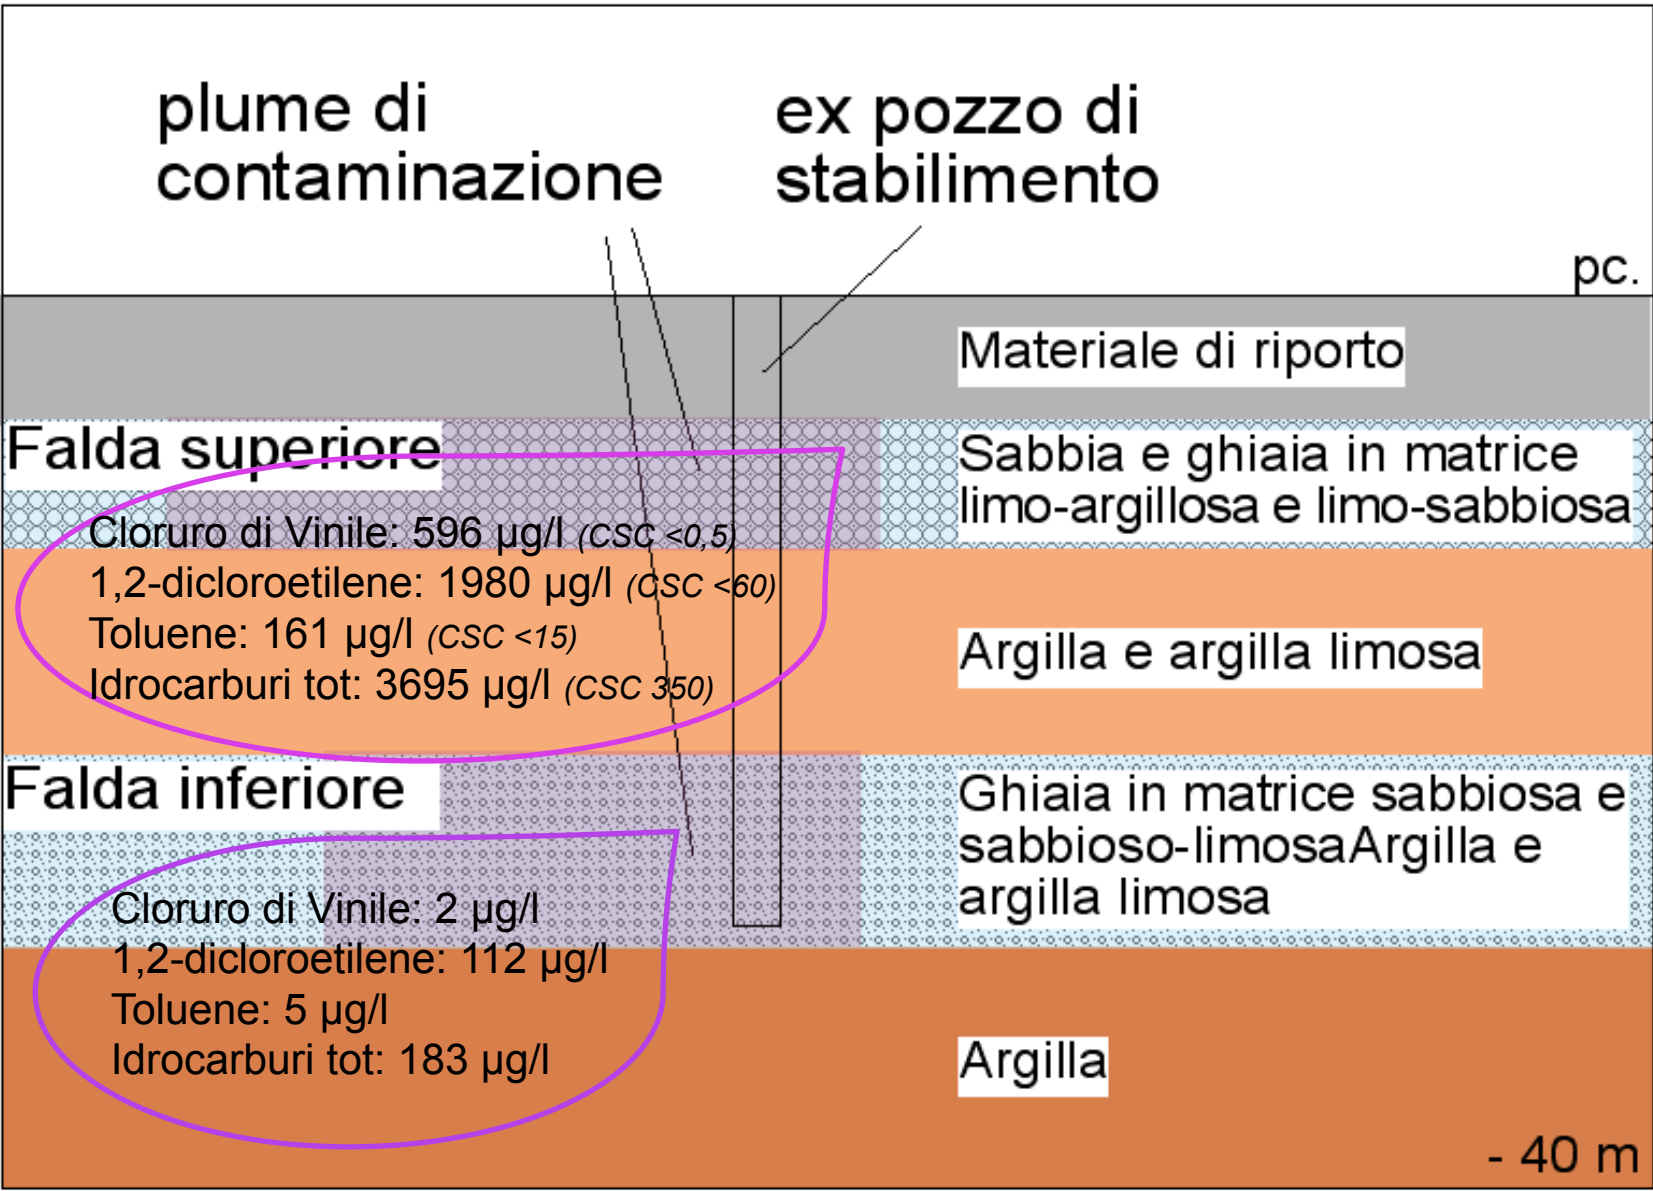 plume di
contaminazione
ex pozzo di
stabilimento
pc.
Materiale di riporto
Falda superiore
Sabbia e ghiaia in matrice
limo-argillosa e limo-sabbiosa
Cloruro di Vinile: 596 µg/l (CSC <0,5)
1,2-dicloroetilene: 1980 µg/l (CSC <60)
Toluene: 161 µg/l (CSC <15)
Idrocarburi tot: 3695 µg/l (CSC 350)
Argilla e argilla limosa
Falda inferiore
Ghiaia in matrice sabbiosa e
sabbioso-limosaArgilla e
argilla limosa
Cloruro di Vinile: 2 µg/l
1,2-dicloroetilene: 112 µg/l
Toluene: 5 µg/l
Idrocarburi tot: 183 µg/l
Argilla
- 40 m